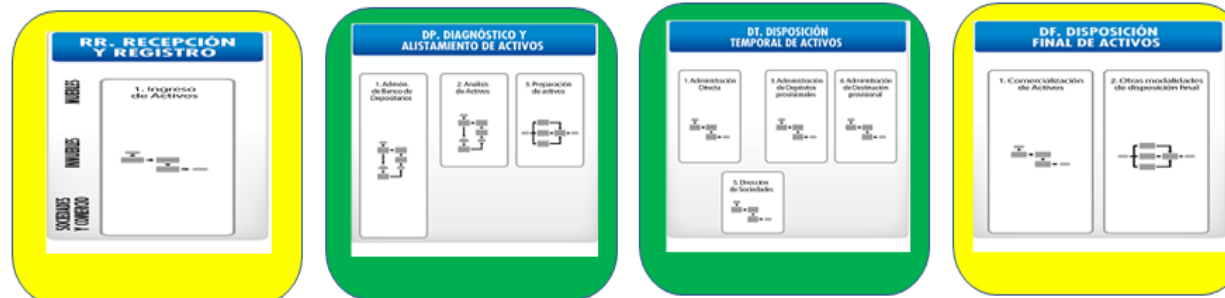 RR. RECEPCIÓN
Y REGISTRO
MUEBLES
INMUEBLES
SOCIEDADES
Y COMERCIO
1. Ingreso
de Activos
DP. DIAGNÓSTICO Y
ALISTAMIENTO DE ACTIVOS
1. Admón.
de Banco de
Depositarios
2. Análisis
de Activos
3. Preparación
de activos
DT. DISPOSICIÓN
TEMPORAL DE ACTIVOS
1. Administración
Directa
3. Administración
de Depósitos
provisionales
4. Administración
de Destinación
provisional
5. Dirección
de Sociedades
DF. DISPOSICIÓN
FINAL DE ACTIVOS
1. Comercialización
de Activos
2. Otras modalidades
de disposición final